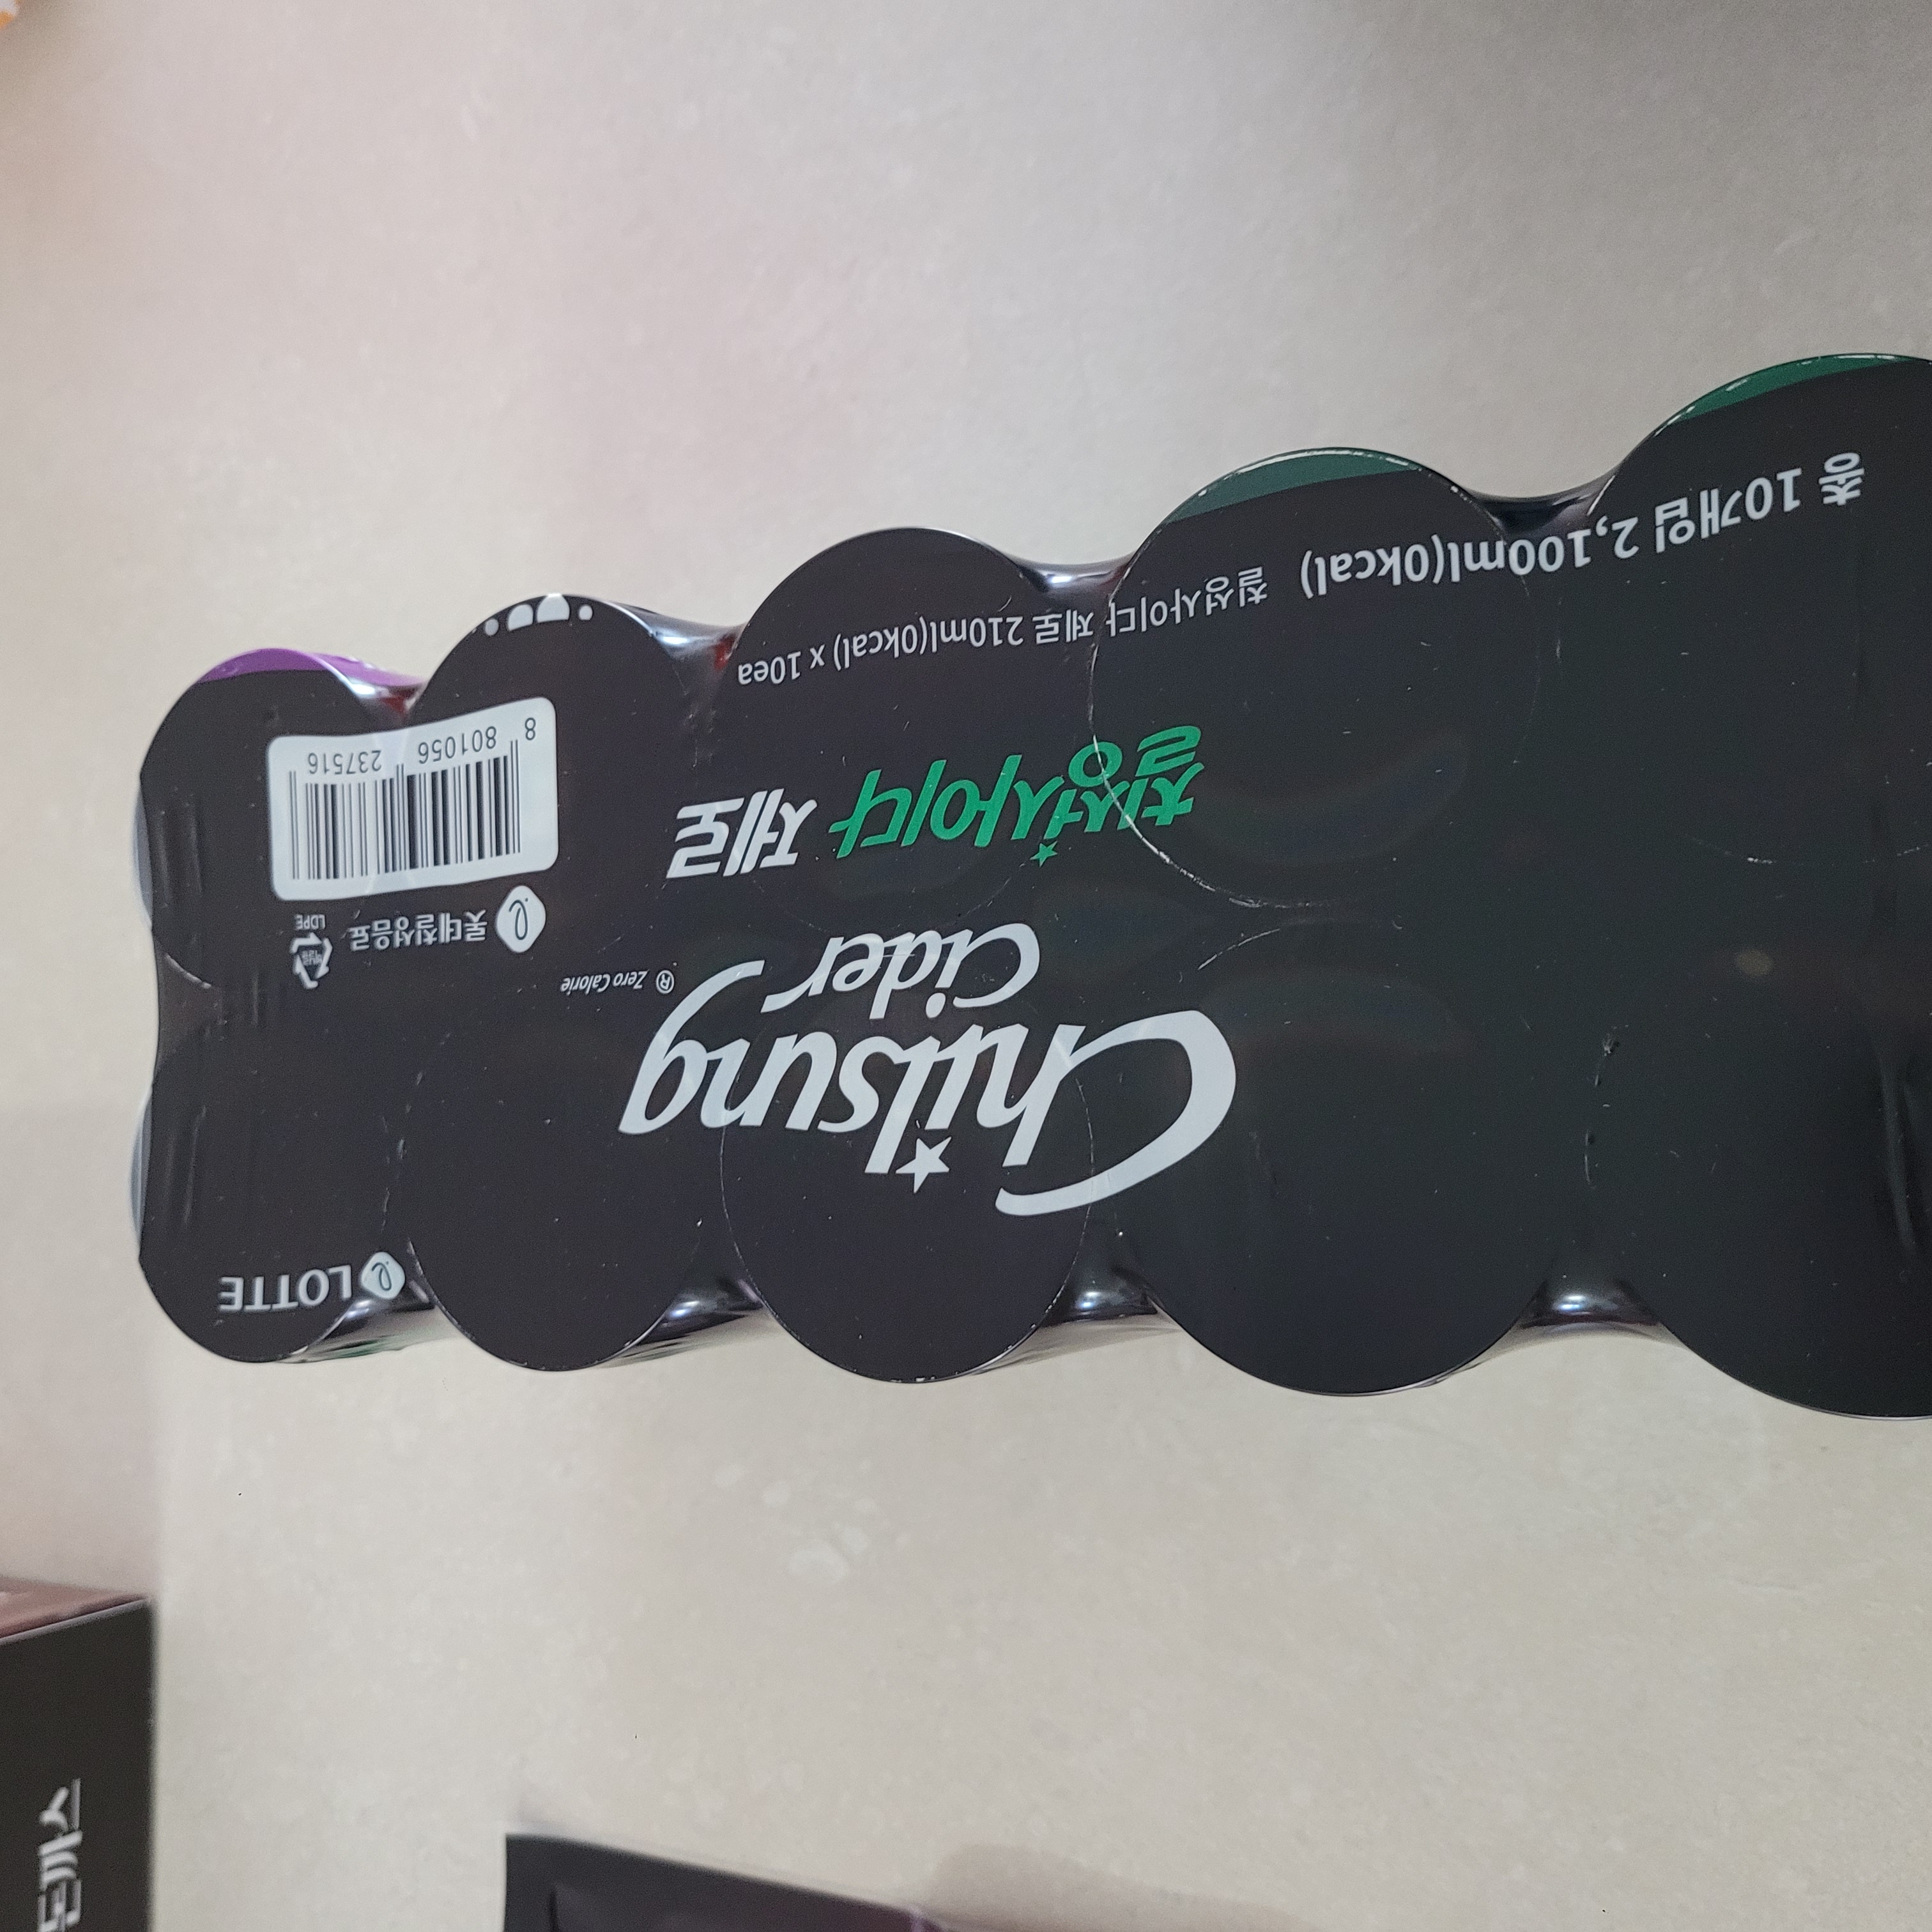 LOTTE
Chilsung
Cider
® Zero Calorie
칠성사이다 제로
칠성사이다 제로 210ml(0kcal) x 10ea
총 10개입 2,100ml(0kcal)
롯데칠성음료
LDPE
8 801056 237516